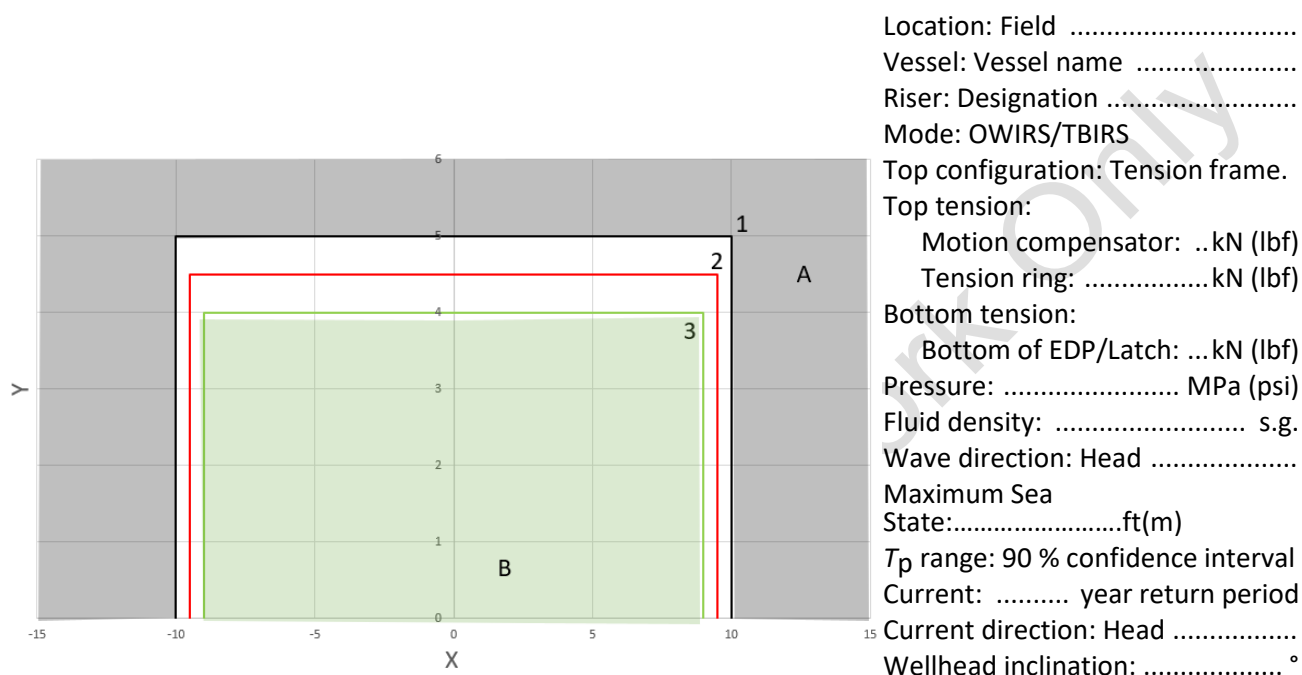 6
5
4
3
2
1
0
-15
-10
-5
0
5
10
15
Y
X
1
2
3
A
B
Location: Field ...............................
Vessel: Vessel name ......................
Riser: Designation ..........................
Mode: OWIRS/TBIRS
Top configuration: Tension frame.
Top tension:
Motion compensator: ..kN (lbf)
Tension ring: .................kN (lbf)
Bottom tension:
Bottom of EDP/Latch: ...kN (lbf)
Pressure: ........................ MPa (psi)
Fluid density: .......................... s.g.
Wave direction: Head ....................
Maximum Sea
State:..........................ft(m)
Tp range: 90 % confidence interval
Current: .......... year return period
Current direction: Head .................
Wellhead inclination: ................... °
ork Only